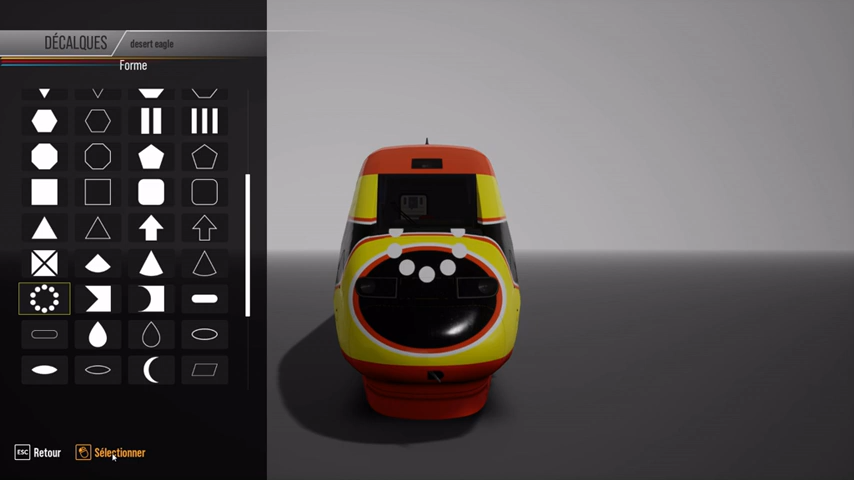 DÉCALQUES
desert eagle
Forme
ESC Retour
Sélectionner